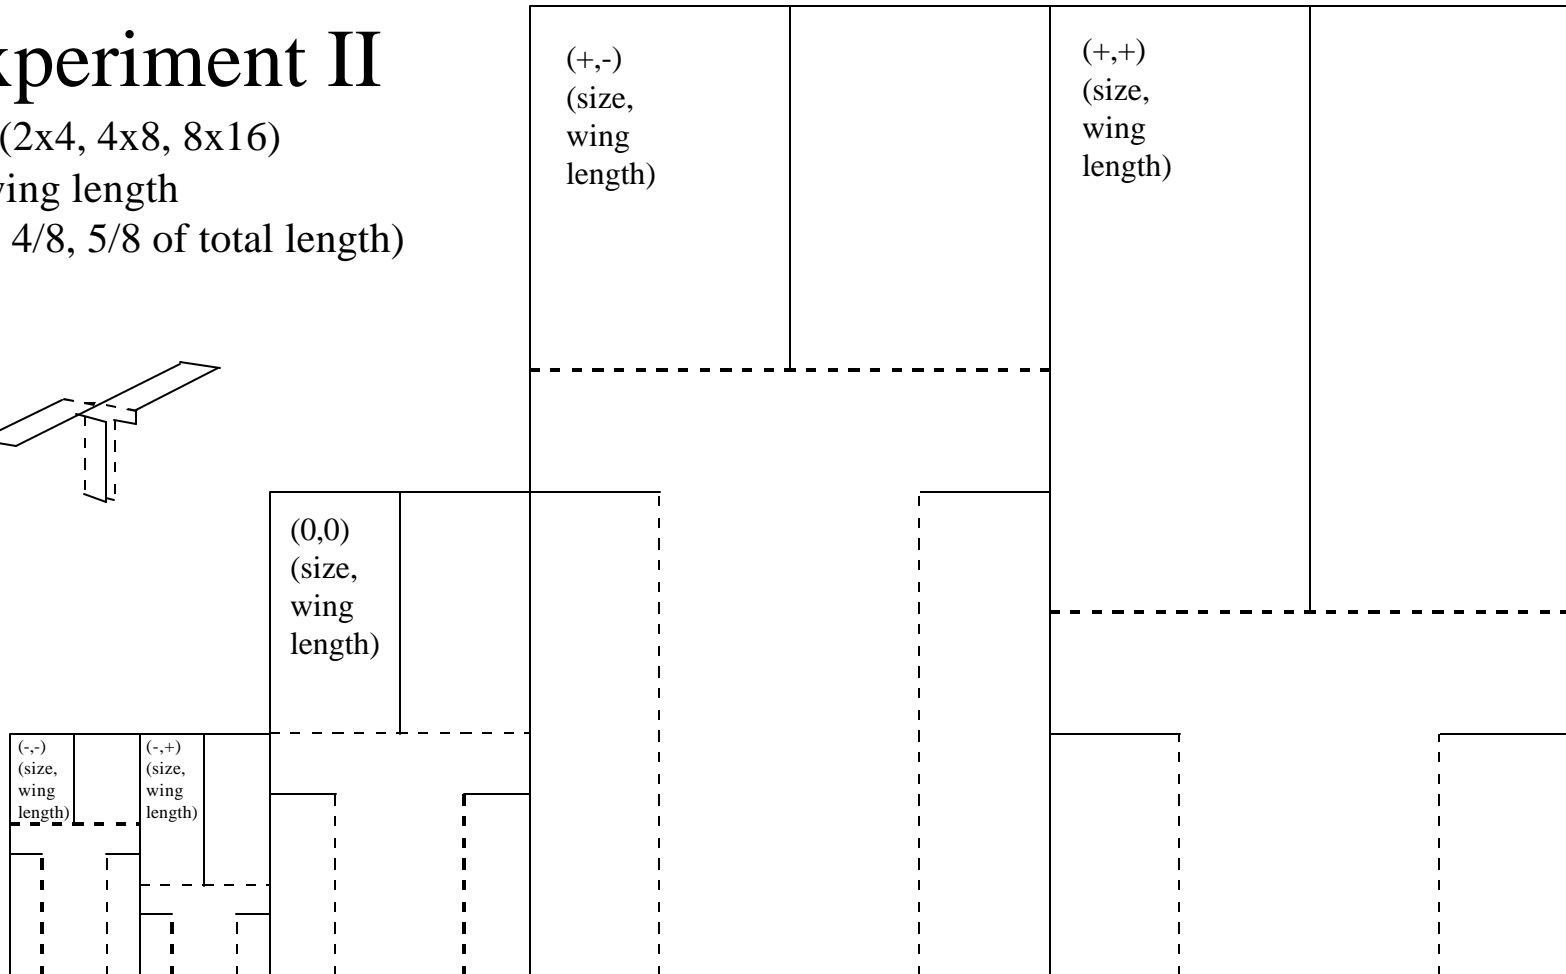 xperiment II
(2x4, 4x8, 8x16)
wing length
4/8, 5/8 of total length)
(+,-)
(size,
wing
length)
(+,+)
(size,
wing
length)
(0,0)
(size,
wing
length)
(-,-)
(size,
wing
length)
(-,+)
(size,
wing
length)